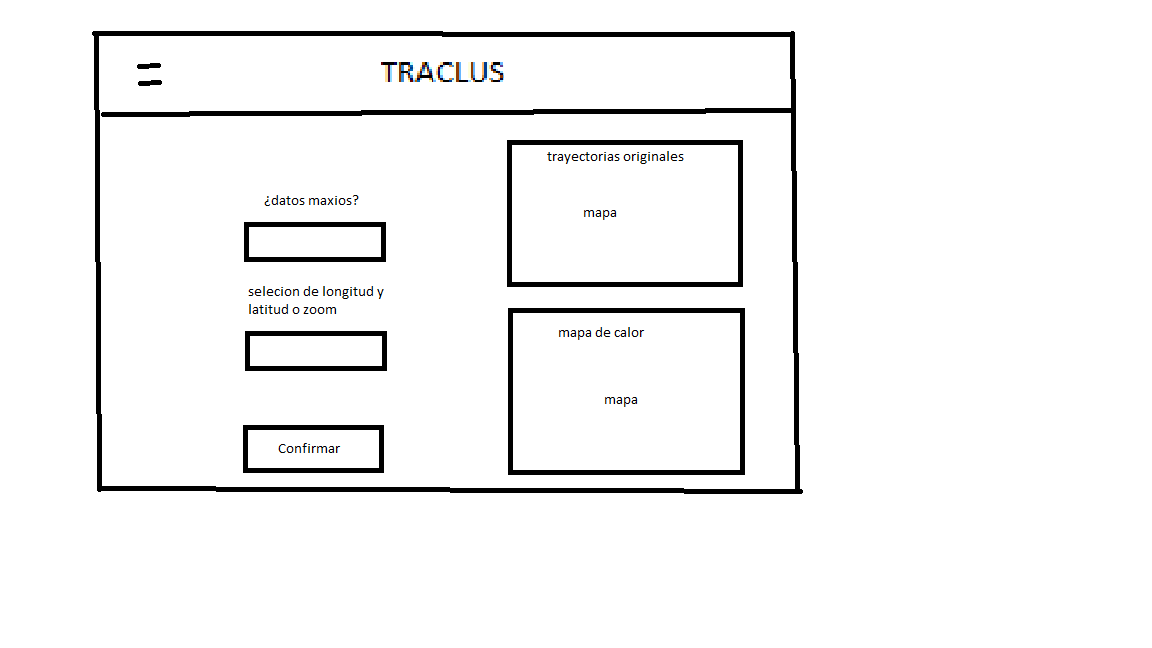 TRACLUS
¿datos maxios?
selecion de longitud y
latitud o zoom
Confirmar
trayectorias originales
mapa
mapa de calor
mapa